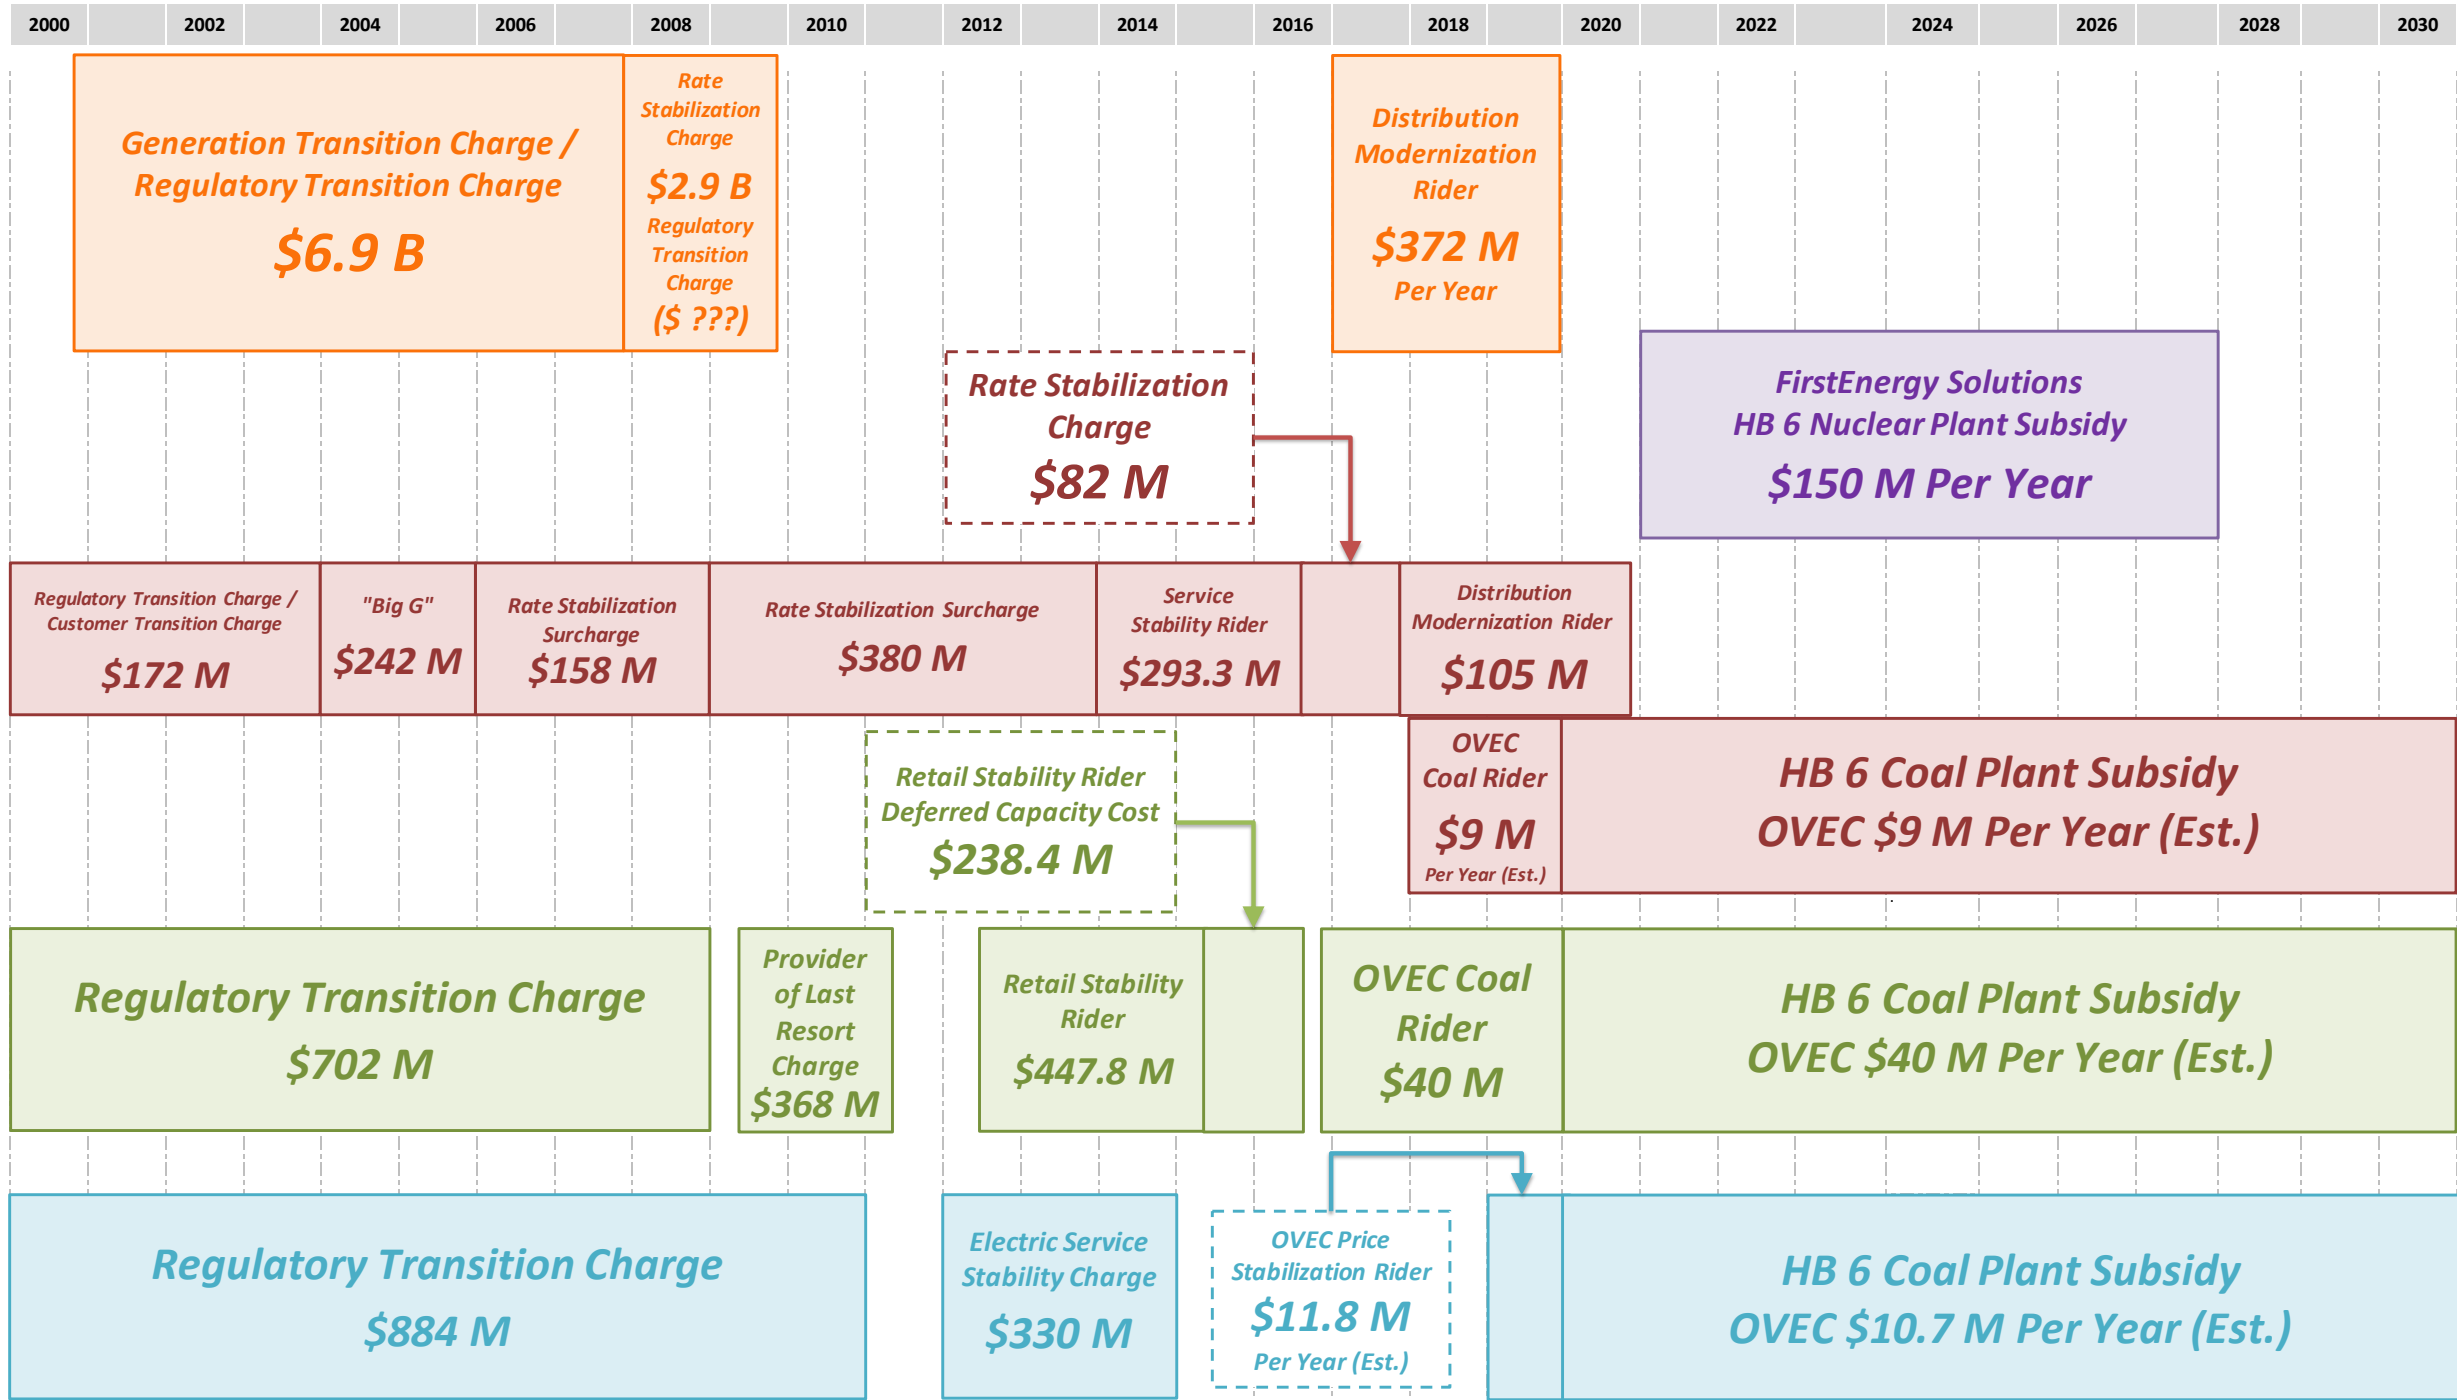 2000 2002 2004 2006 2008 2010 2012 2014 2016 2018 2020 2022 2024 2026 2028 2030
Generation Transition Charge /
Regulatory Transition Charge
$6.9 B
Rate
Stabilization
Charge
$2.9 B
Regulatory
Transition
Charge
($ ???)
Distribution
Modernization
Rider
$372 M
Per Year
Rate Stabilization
Charge
$82 M
FirstEnergy Solutions
HB 6 Nuclear Plant Subsidy
$150 M Per Year
Regulatory Transition Charge /
Customer Transition Charge
$172 M
"Big G"
$242 M
Rate Stabilization
Surcharge
$158 M
Rate Stabilization Surcharge
$380 M
Service
Stability Rider
$293.3 M
Distribution
Modernization Rider
$105 M
Retail Stability Rider
Deferred Capacity Cost
$238.4 M
OVEC
Coal Rider
$9 M
Per Year (Est.)
HB 6 Coal Plant Subsidy
OVEC $9 M Per Year (Est.)
Regulatory Transition Charge
$702 M
Provider
of Last
Resort
Charge
$368 M
Retail Stability
Rider
$447.8 M
OVEC Coal
Rider
$40 M
HB 6 Coal Plant Subsidy
OVEC $40 M Per Year (Est.)
Regulatory Transition Charge
$884 M
Electric Service
Stability Charge
$330 M
OVEC Price
Stabilization Rider
$11.8 M
Per Year (Est.)
HB 6 Coal Plant Subsidy
OVEC $10.7 M Per Year (Est.)